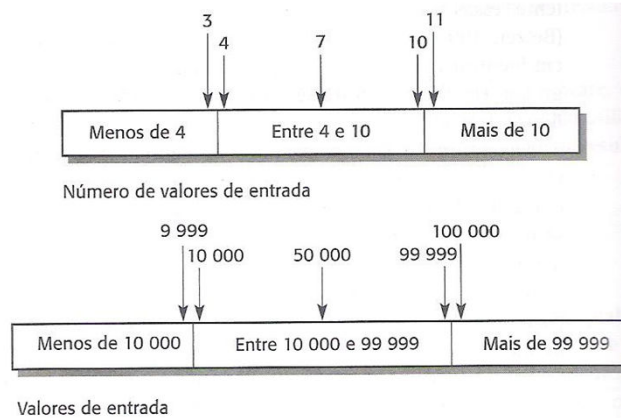 3 11
4 7 10
Menos de 4 Entre 4 e 10 Mais de 10
Número de valores de entrada
9 999 100 000
10 000 50 000 99 999
Menos de 10 000 Entre 10 000 e 99 999 Mais de 99 999
Valores de entrada